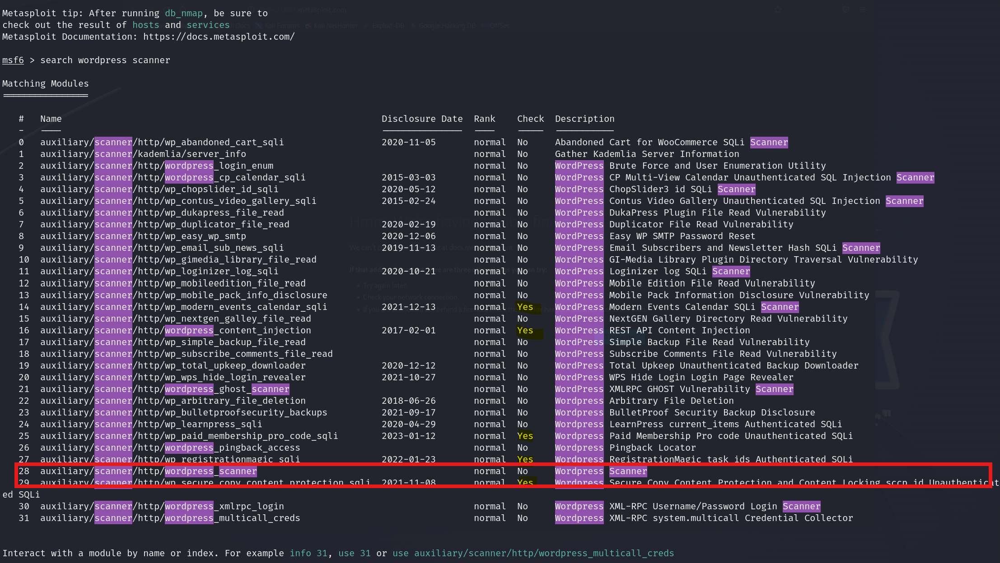 Metasploit tip: After running db_nmap, be sure to
check out the result of hosts and services
Metasploit Documentation: https://docs.metasploit.com/
msf6 > search wordpress scanner
Matching Modules
================
# Name Disclosure Date Rank Check Description
- ---- --------------- ---- ----- -----------
0 auxiliary/scanner/http/wp_abandoned_cart_sqli 2020-11-05 normal No Abandoned Cart for WooCommerce SQLi Scanner
1 auxiliary/scanner/kademlia/server_info normal No Gather Kademlia Server Information
2 auxiliary/scanner/http/wordpress_login_enum normal No WordPress Brute Force and User Enumeration Utility
3 auxiliary/scanner/http/wordpress_cp_calendar_sqli 2015-03-03 normal No WordPress CP Multi-View Calendar Unauthenticated SQL Injection Scanner
4 auxiliary/scanner/http/wp_chopslider_id_sqli 2020-05-12 normal No WordPress ChopSlider3 id SQLi Scanner
5 auxiliary/scanner/http/wp_contus_video_gallery_sqli 2015-02-24 normal No WordPress Contus Video Gallery Unauthenticated SQL Injection Scanner
6 auxiliary/scanner/http/wp_dukapress_file_read normal No WordPress DukaPress Plugin File Read Vulnerability
7 auxiliary/scanner/http/wp_duplicator_file_read 2020-02-19 normal No WordPress Duplicator File Read Vulnerability
8 auxiliary/scanner/http/wp_easy_wp_smtp 2020-12-06 normal No WordPress Easy WP SMTP Password Reset
9 auxiliary/scanner/http/wp_email_sub_news_sqli 2019-11-13 normal No WordPress Email Subscribers and Newsletter Hash SQLi Scanner
10 auxiliary/scanner/http/wp_gimedia_library_file_read normal No WordPress GI-Media Library Plugin Directory Traversal Vulnerability
11 auxiliary/scanner/http/wp_loginizer_log_sqli 2020-10-21 normal No WordPress Loginizer log SQLi Scanner
12 auxiliary/scanner/http/wp_mobileedition_file_read normal No WordPress Mobile Edition File Read Vulnerability
13 auxiliary/scanner/http/wp_mobile_pack_info_disclosure normal No WordPress Mobile Pack Information Disclosure Vulnerability
14 auxiliary/scanner/http/wp_modern_events_calendar_sqli 2021-12-13 normal Yes WordPress Modern Events Calendar SQLi Scanner
15 auxiliary/scanner/http/wp_nextgen_galley_file_read normal No WordPress NextGEN Gallery Directory Read Vulnerability
16 auxiliary/scanner/http/wordpress_content_injection 2017-02-01 normal Yes WordPress REST API Content Injection
17 auxiliary/scanner/http/wp_simple_backup_file_read normal No WordPress Simple Backup File Read Vulnerability
18 auxiliary/scanner/http/wp_subscribe_comments_file_read normal No WordPress Subscribe Comments File Read Vulnerability
19 auxiliary/scanner/http/wp_total_upkeep_downloader 2020-12-12 normal No WordPress Total Upkeep Unauthenticated Backup Downloader
20 auxiliary/scanner/http/wp_wps_hide_login_revealer 2021-10-27 normal No WordPress WPS Hide Login Login Page Revealer
21 auxiliary/scanner/http/wordpress_ghost_scanner normal No WordPress XMLRPC GHOST Vulnerability Scanner
22 auxiliary/scanner/http/wp_arbitrary_file_deletion 2018-06-26 normal No Wordpress Arbitrary File Deletion
23 auxiliary/scanner/http/wp_bulletproofsecurity_backups 2021-09-17 normal No Wordpress BulletProof Security Backup Disclosure
24 auxiliary/scanner/http/wp_learnpress_sqli 2020-04-29 normal No Wordpress LearnPress current_items Authenticated SQLi
25 auxiliary/scanner/http/wp_paid_membership_pro_code_sqli 2023-01-12 normal Yes Wordpress Paid Membership Pro code Unauthenticated SQLi
26 auxiliary/scanner/http/wordpress_pingback_access normal No Wordpress Pingback Locator
27 auxiliary/scanner/http/wp_registrationmagic_sqli 2022-01-23 normal Yes Wordpress RegistrationMagic task_ids Authenticated SQLi
28 auxiliary/scanner/http/wordpress_scanner normal No Wordpress Scanner
29 auxiliary/scanner/http/wp_secure_copy_content_protection_sqli 2021-11-08 normal Yes Wordpress Secure Copy Content Protection and Content Locking sccp_id Unauthenticat
ed SQLi
30 auxiliary/scanner/http/wordpress_xmlrpc_login normal No Wordpress XML-RPC Username/Password Login Scanner
31 auxiliary/scanner/http/wordpress_multicall_creds normal No Wordpress XML-RPC system.multicall Credential Collector
Interact with a module by name or index. For example info 31, use 31 or use auxiliary/scanner/http/wordpress_multicall_creds